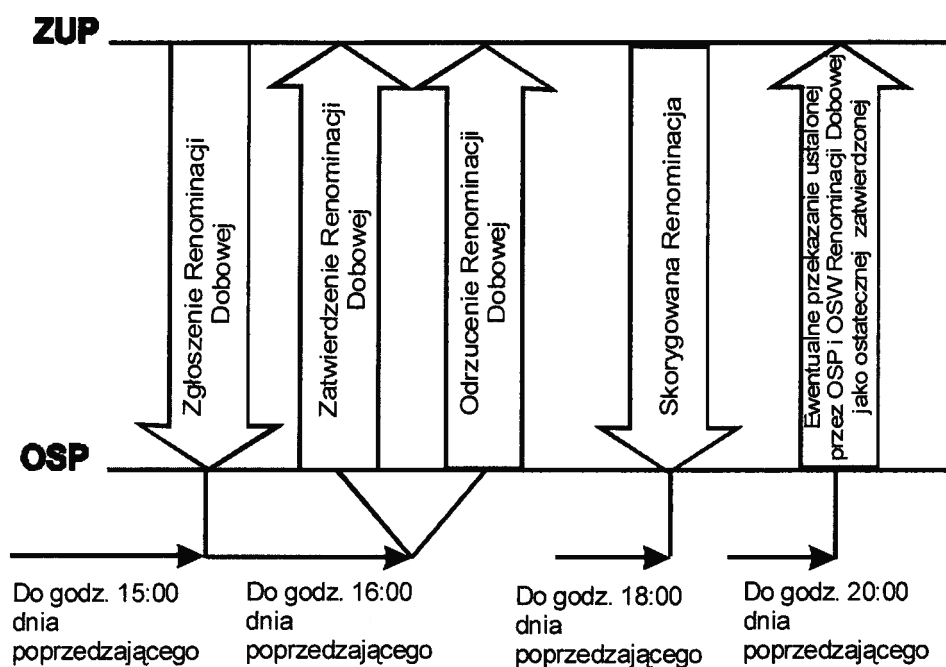 ZUP
Zgłoszenie Renominacji
Dobowej
Zatwierdzenie Renominacji
Dobowej
Odrzucenie Renominacji
Dobowej
Skorygowana Renominacja
Ewentualne przekazanie ustalonej
przez OSP i OSW Renominacji Dobowej
jako ostatecznej zatwierdzonej
OSP
Do godz. 15:00
dnia
poprzedzającego
Do godz. 16:00
dnia
poprzedzającego
Do godz. 18:00
dnia
poprzedzającego
Do godz. 20:00
dnia
poprzedzającego